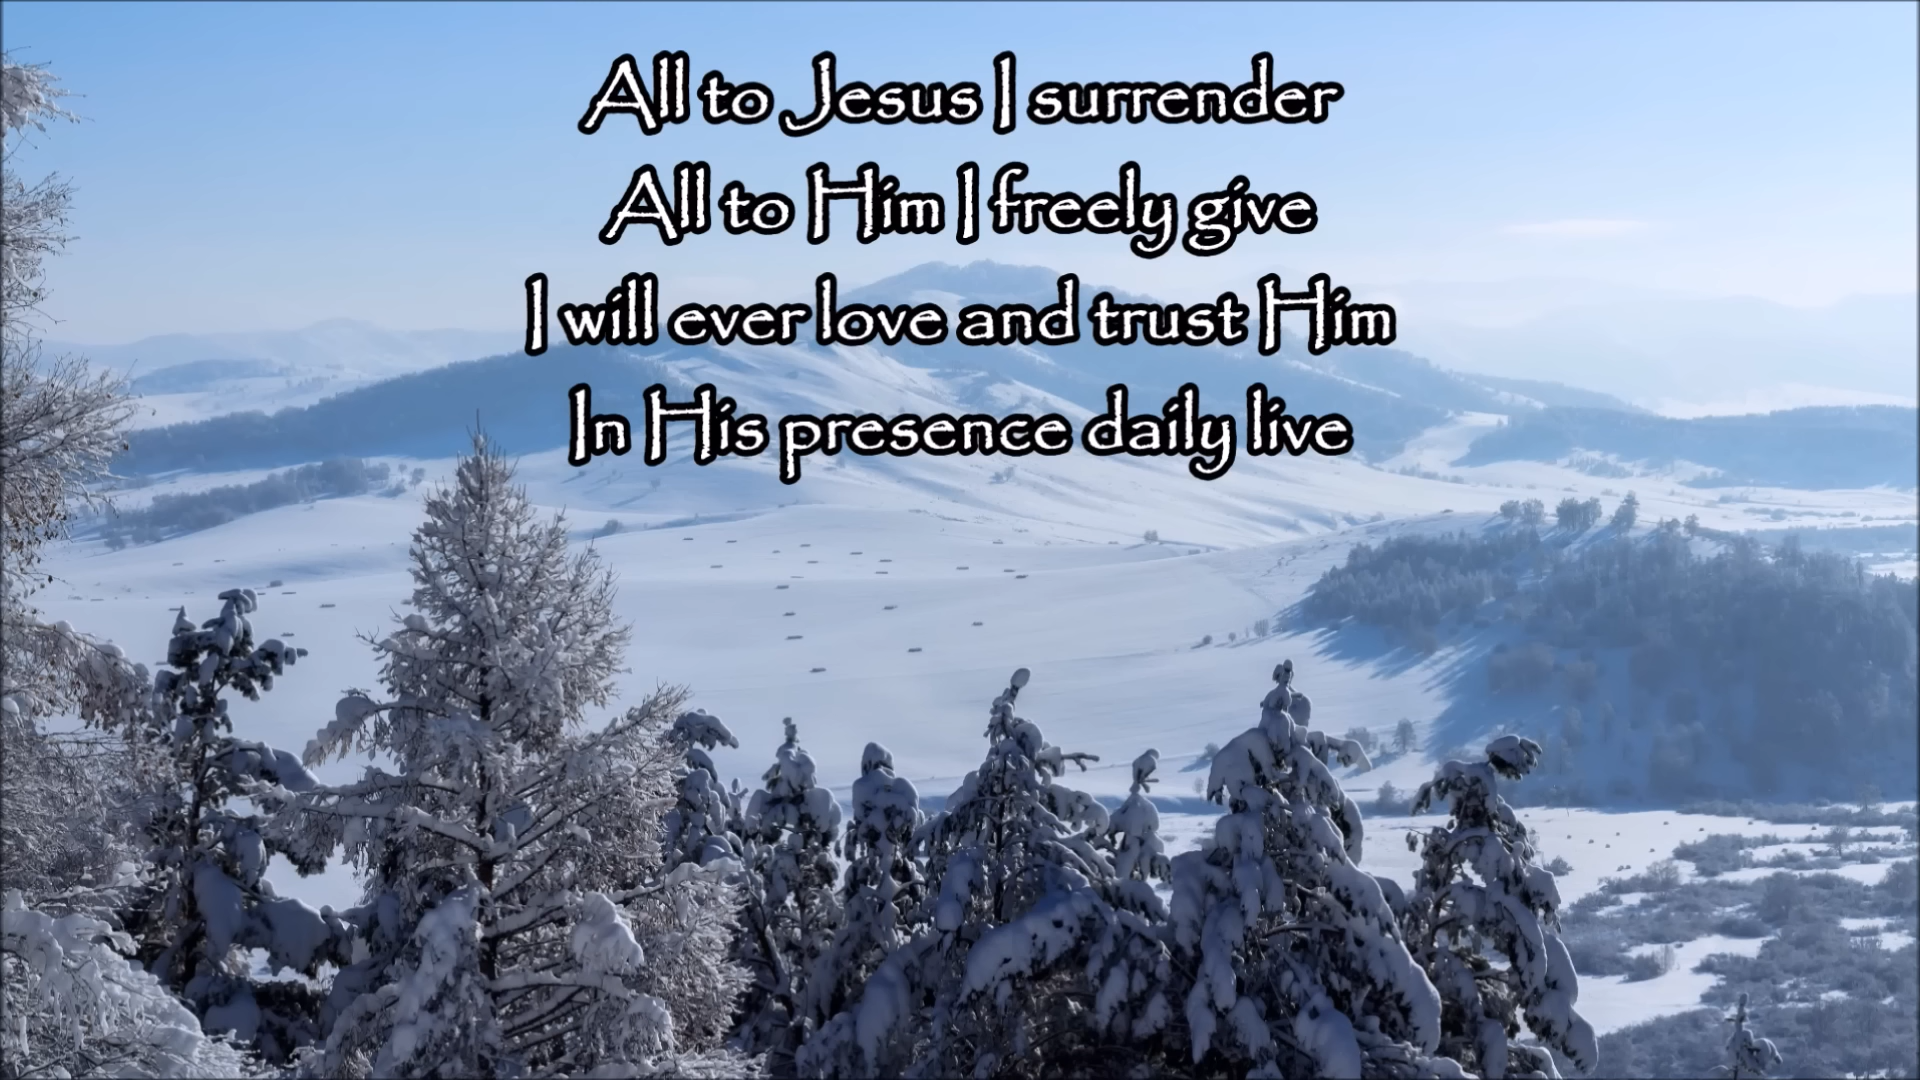 All to Jesus I surrender
All to Him I freely give
I will ever love and trust Him
In His presence daily live